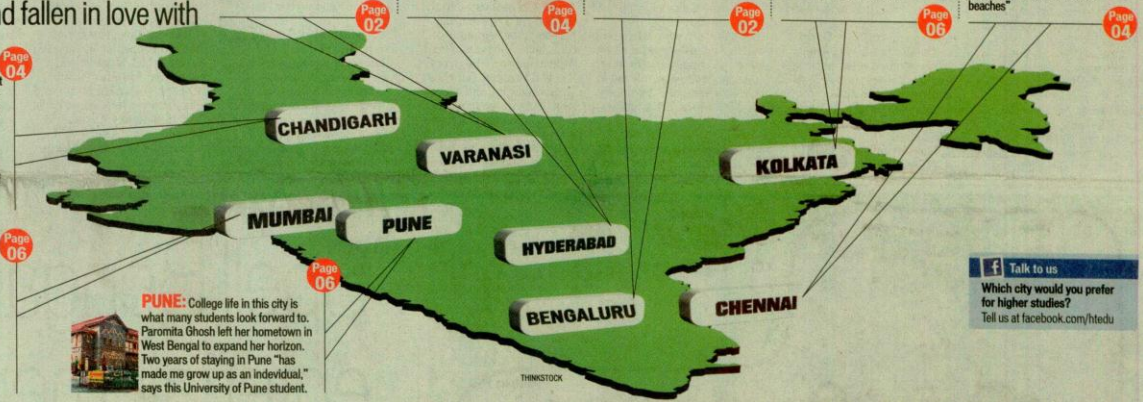 d fallen in love with
beaches"
Page
02
Page
04
Page
02
Page
06
Page
04
Page
04
CHANDIGARH
VARANASI
KOLKATA
MUMBAI
PUNE
HYDERABAD
BENGALURU
CHENNAI
Page
06
Page
06
PUNE: College life in this city is
what many students look forward to.
Paromita Ghosh left her hometown in
West Bengal to expand her horizon.
Two years of staying in Pune "has
made me grow up as an indevidual,"
says this University of Pune student.
THINKSTOCK
f Talk to us
Which city would you prefer
for higher studies?
Tell us at facebook.com/htedu